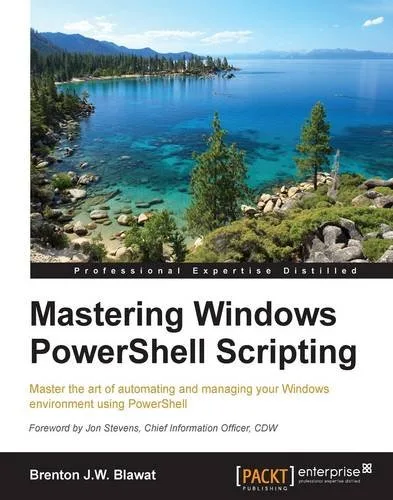 Professional Expertise Distilled
Mastering Windows
PowerShell Scripting
Master the art of automating and managing your Windows
environment using PowerShell
Foreword by Jon Stevens, Chief Information Officer, CDW
Brenton J.W. Blawat
[PACKT] enterprise
PUBLISHING professional expertise distilled